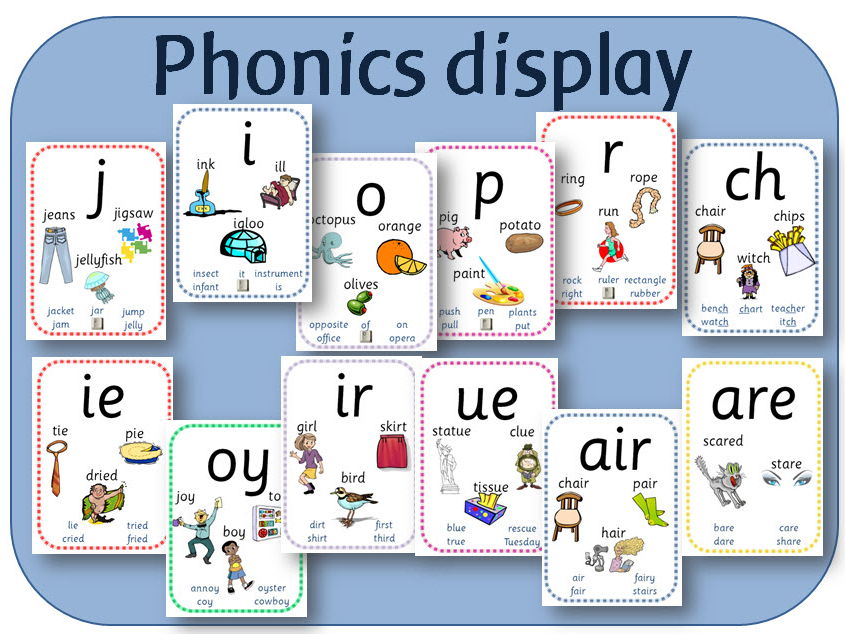 Phonics display
j
jeans jigsaw
jellyfish
jacket jar jump
jam jelly
i
ink ill
igloo
insect it instrument
infant is
o
octopus orange
olives
opposite of on
office opera
p
pig potato
paint
push pen plants
pull put
r
ring rope
run
rock ruler rectangle
right rubber
ch
chair chips
witch
bench chart teacher
watch itch
ie
tie pie
dried
lie tried
cried fried
oy
joy to
boy
annoy oyster
coy cowboy
ir
girl skirt
bird
dirt first
shirt third
ue
statue clue
tissue
blue rescue
true Tuesday
air
chair pair
hair
air fairy
fair stairs
are
scared
stare
bare care
dare share